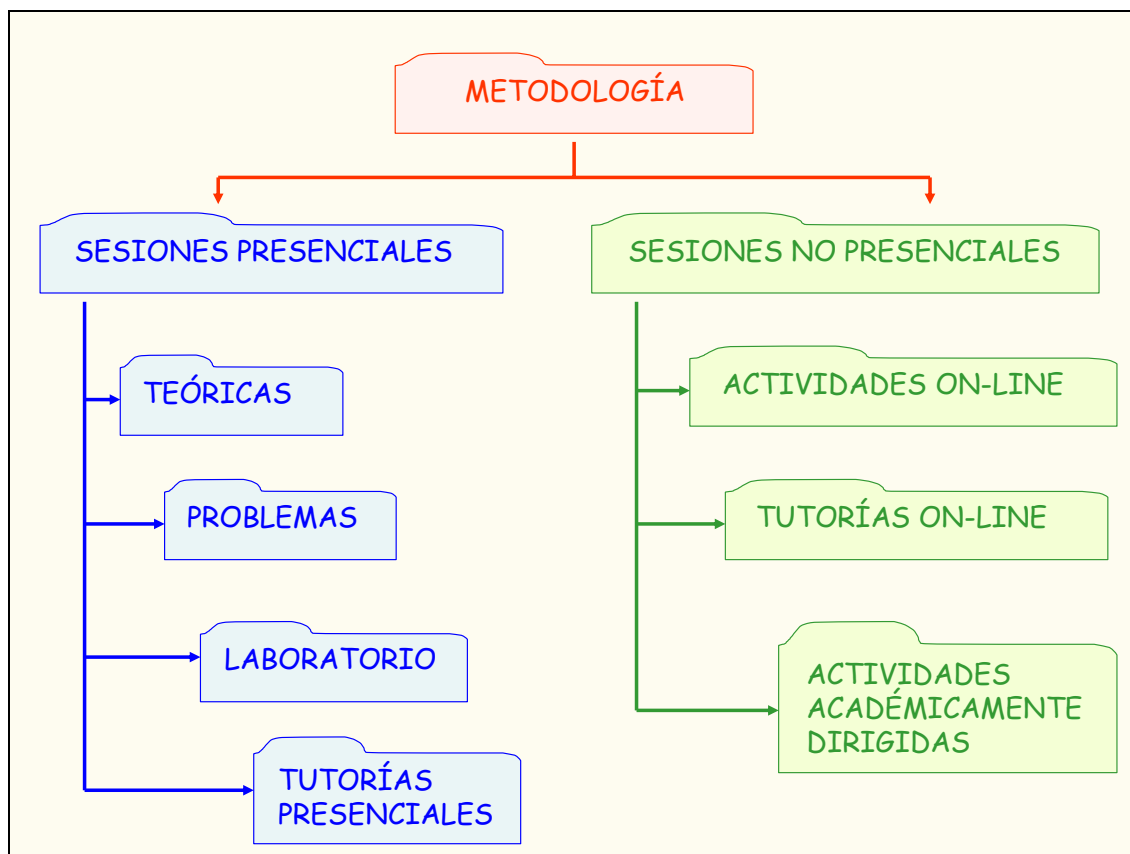 METODOLOGÍA
SESIONES PRESENCIALES
TEÓRICAS
PROBLEMAS
LABORATORIO
TUTORÍAS
PRESENCIALES
SESIONES NO PRESENCIALES
ACTIVIDADES ON-LINE
TUTORÍAS ON-LINE
ACTIVIDADES
ACADÉMICAMENTE
DIRIGIDAS